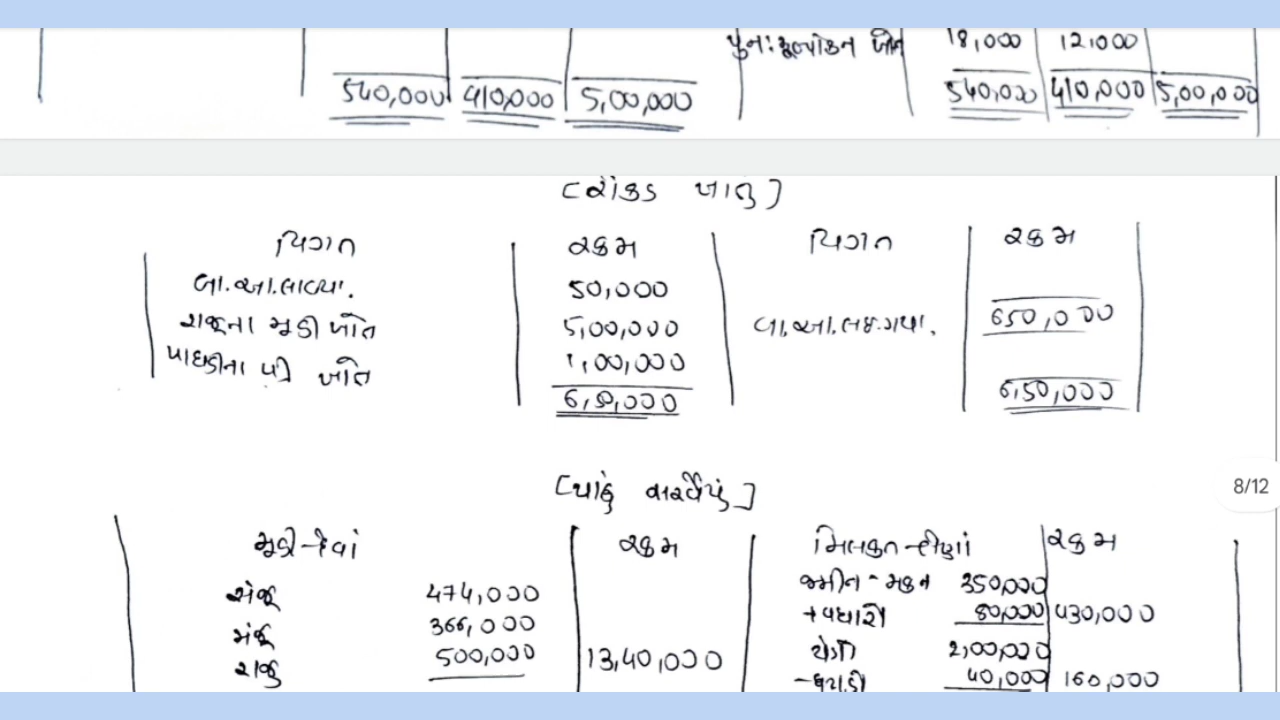 પુનઃમૂલ્યાંકન ખાતે 18,000 12,000
540,000 410,000 5,00,000 540,000 410,000 5,00,000
[રોકડ ખાતુ]
વિગત રકમ વિગત રકમ
બા.આ.લાવ્યા. 50,000
રાજૂના મૂડી ખાતે 5,00,000 બા.આ.લઇ ગયા. 650,000
પાઘડીના ખાતે 1,00,000
6,50,000 6,50,000
[પાકું સરવૈયું]
8/12
મૂડી-દેવાં રકમ મિલકત-લેણાં રકમ
સંજૂ 474,000 જમીન-મકાન 350,000
મંજૂ 366,000 +વધારો 80,000 430,000
રાજૂ 500,000 13,40,000 2,00,000
-ઘટાડો 40,000 160,000